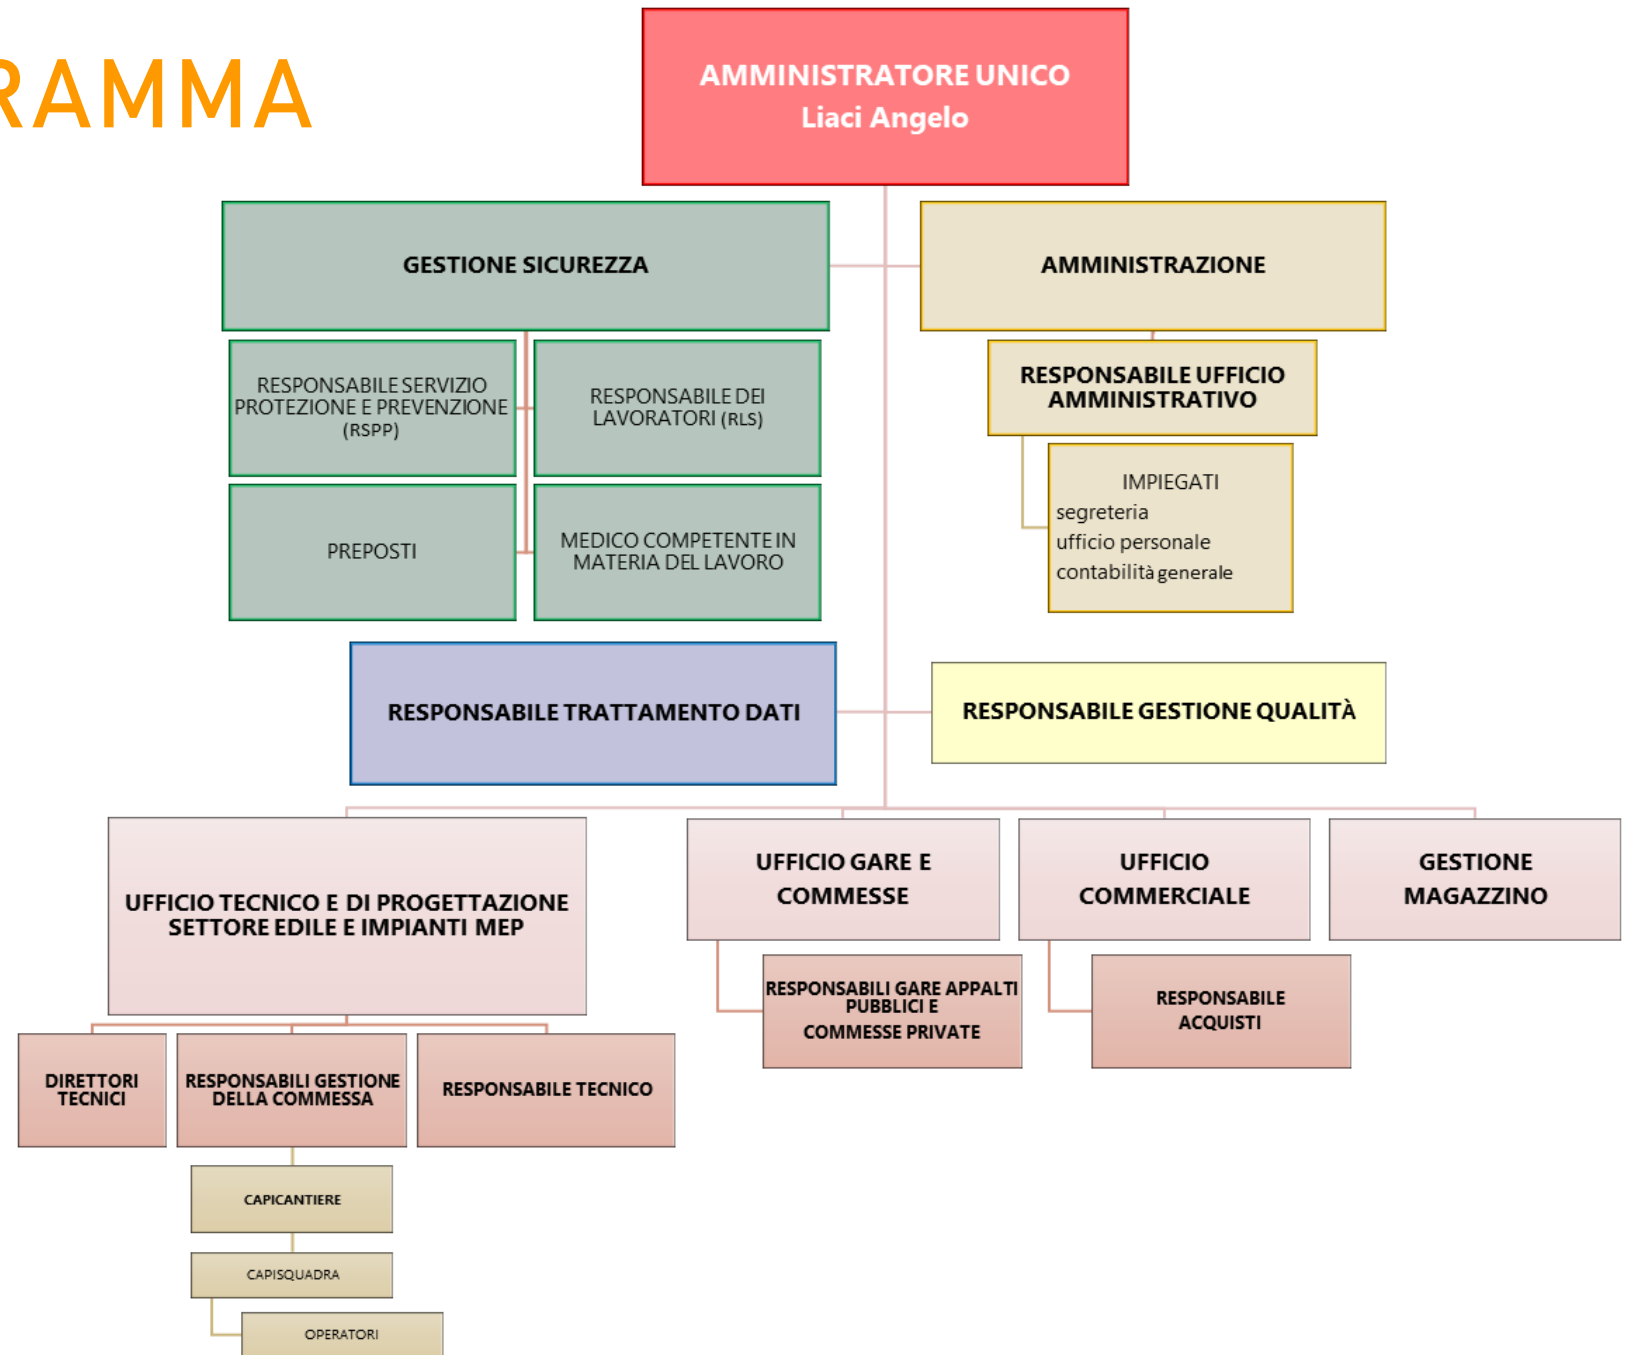 RAMMA
AMMINISTRATORE UNICO
Liaci Angelo
GESTIONE SICUREZZA
AMMINISTRAZIONE
RESPONSABILE SERVIZIO
PROTEZIONE E PREVENZIONE
(RSPP)
RESPONSABILE DEI
LAVORATORI (RLS)
RESPONSABILE UFFICIO
AMMINISTRATIVO
PREPOSTI
MEDICO COMPETENTE IN
MATERIA DEL LAVORO
IMPIEGATI
segreteria
ufficio personale
contabilità generale
RESPONSABILE TRATTAMENTO DATI
RESPONSABILE GESTIONE QUALITÀ
UFFICIO TECNICO E DI PROGETTAZIONE
SETTORE EDILE E IMPIANTI MEP
UFFICIO GARE E
COMMESSE
UFFICIO
COMMERCIALE
GESTIONE
MAGAZZINO
RESPONSABILI GARE APPALTI
PUBBLICI E
COMMESSE PRIVATE
RESPONSABILE
ACQUISTI
DIRETTORI
TECNICI
RESPONSABILI GESTIONE
DELLA COMMESSA
RESPONSABILE TECNICO
CAPICANTIERE
CAPISQUADRA
OPERATORI